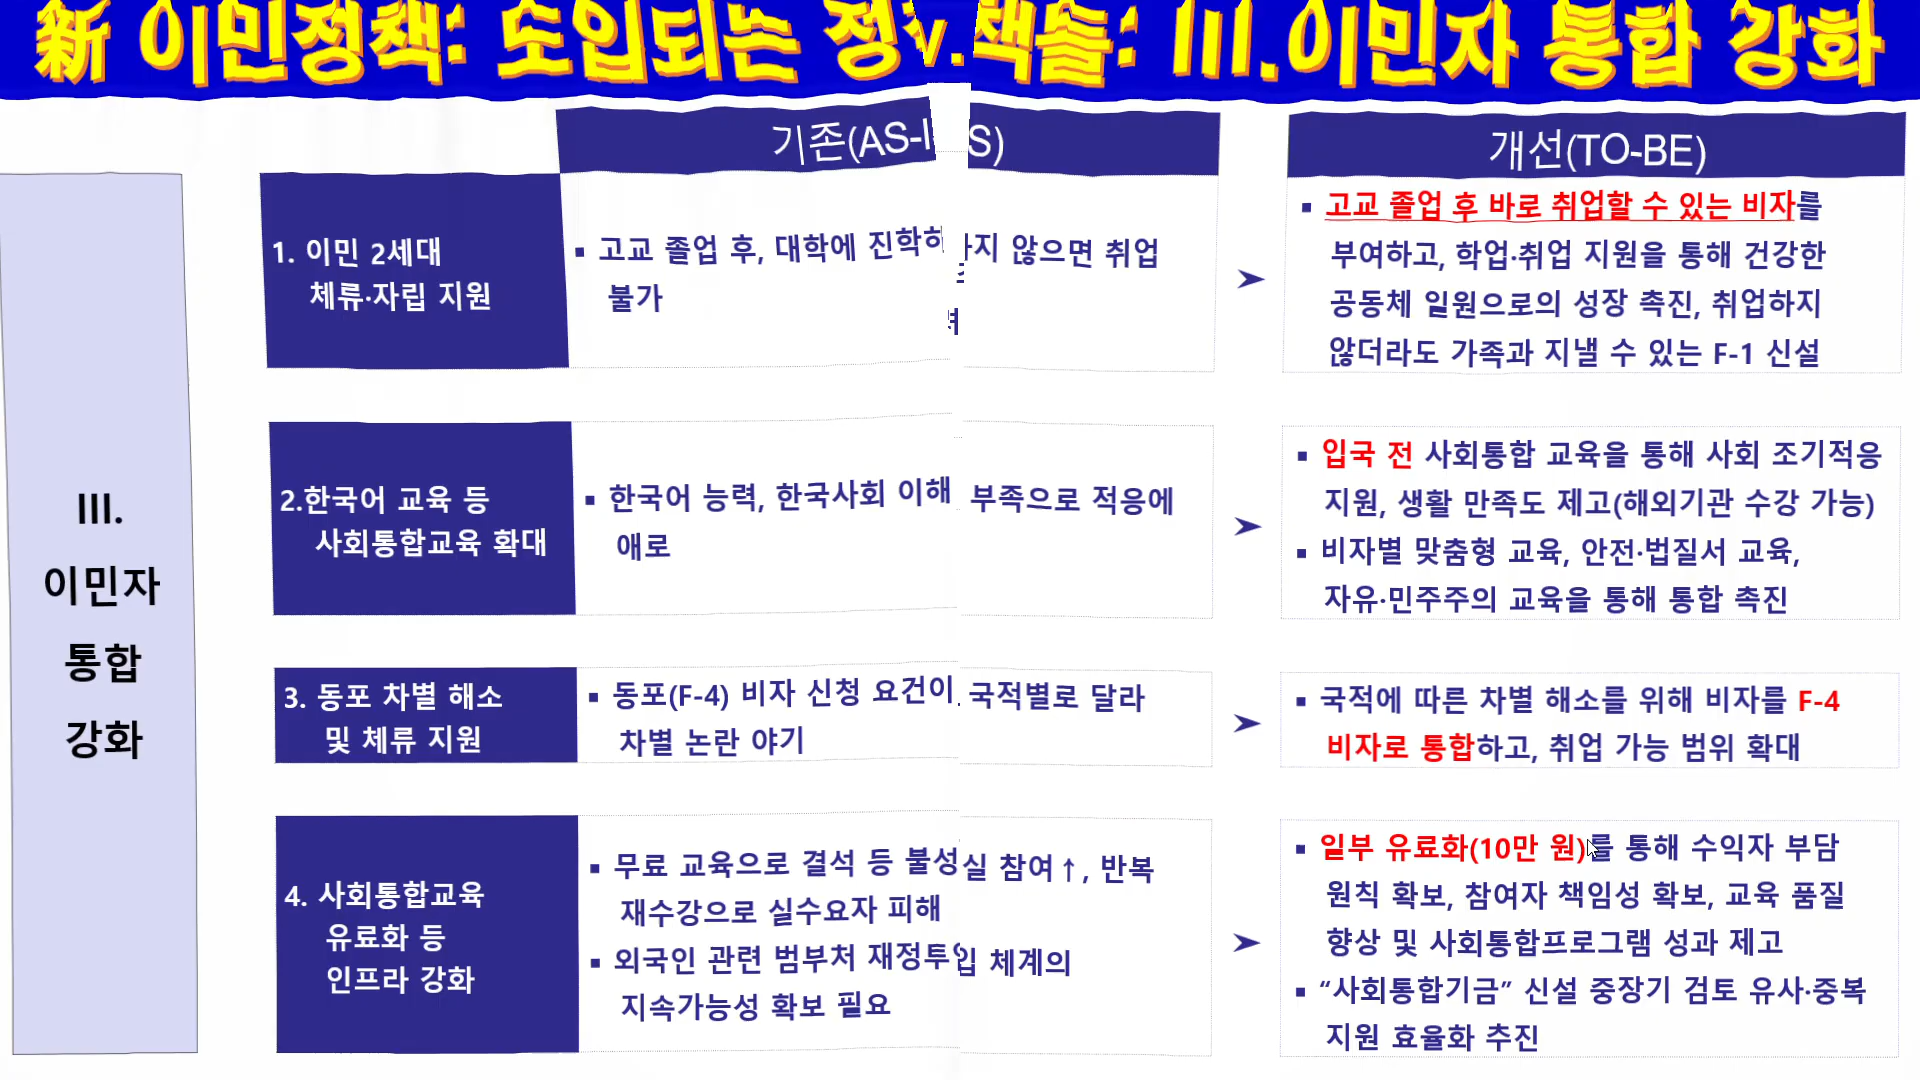 新 이민정책: 도입되는 정책들: III.이민자 통합 강화
기존(AS-IS)
개선(TO-BE)
III.
이민자
통합
강화
1. 이민 2세대
체류·자립 지원
▪ 고교 졸업 후, 대학에 진학하지 않으면 취업
불가
➤
▪ 고교 졸업 후 바로 취업할 수 있는 비자를
부여하고, 학업·취업 지원을 통해 건강한
공동체 일원으로의 성장 촉진, 취업하지
않더라도 가족과 지낼 수 있는 F-1 신설
2.한국어 교육 등
사회통합교육 확대
▪ 한국어 능력, 한국사회 이해 부족으로 적응에
애로
➤
▪ 입국 전 사회통합 교육을 통해 사회 조기적응
지원, 생활 만족도 제고(해외기관 수강 가능)
▪ 비자별 맞춤형 교육, 안전·법질서 교육,
자유·민주주의 교육을 통해 통합 촉진
3. 동포 차별 해소
및 체류 지원
▪ 동포(F-4) 비자 신청 요건이 국적별로 달라
차별 논란 야기
➤
▪ 국적에 따른 차별 해소를 위해 비자를 F-4
비자로 통합하고, 취업 가능 범위 확대
4. 사회통합교육
유료화 등
인프라 강화
▪ 무료 교육으로 결석 등 불성실 참여↑, 반복
재수강으로 실수요자 피해
▪ 외국인 관련 범부처 재정투입 체계의
지속가능성 확보 필요
➤
▪ 일부 유료화(10만 원)를 통해 수익자 부담
원칙 확보, 참여자 책임성 확보, 교육 품질
향상 및 사회통합프로그램 성과 제고
▪ “사회통합기금” 신설 중장기 검토 유사·중복
지원 효율화 추진